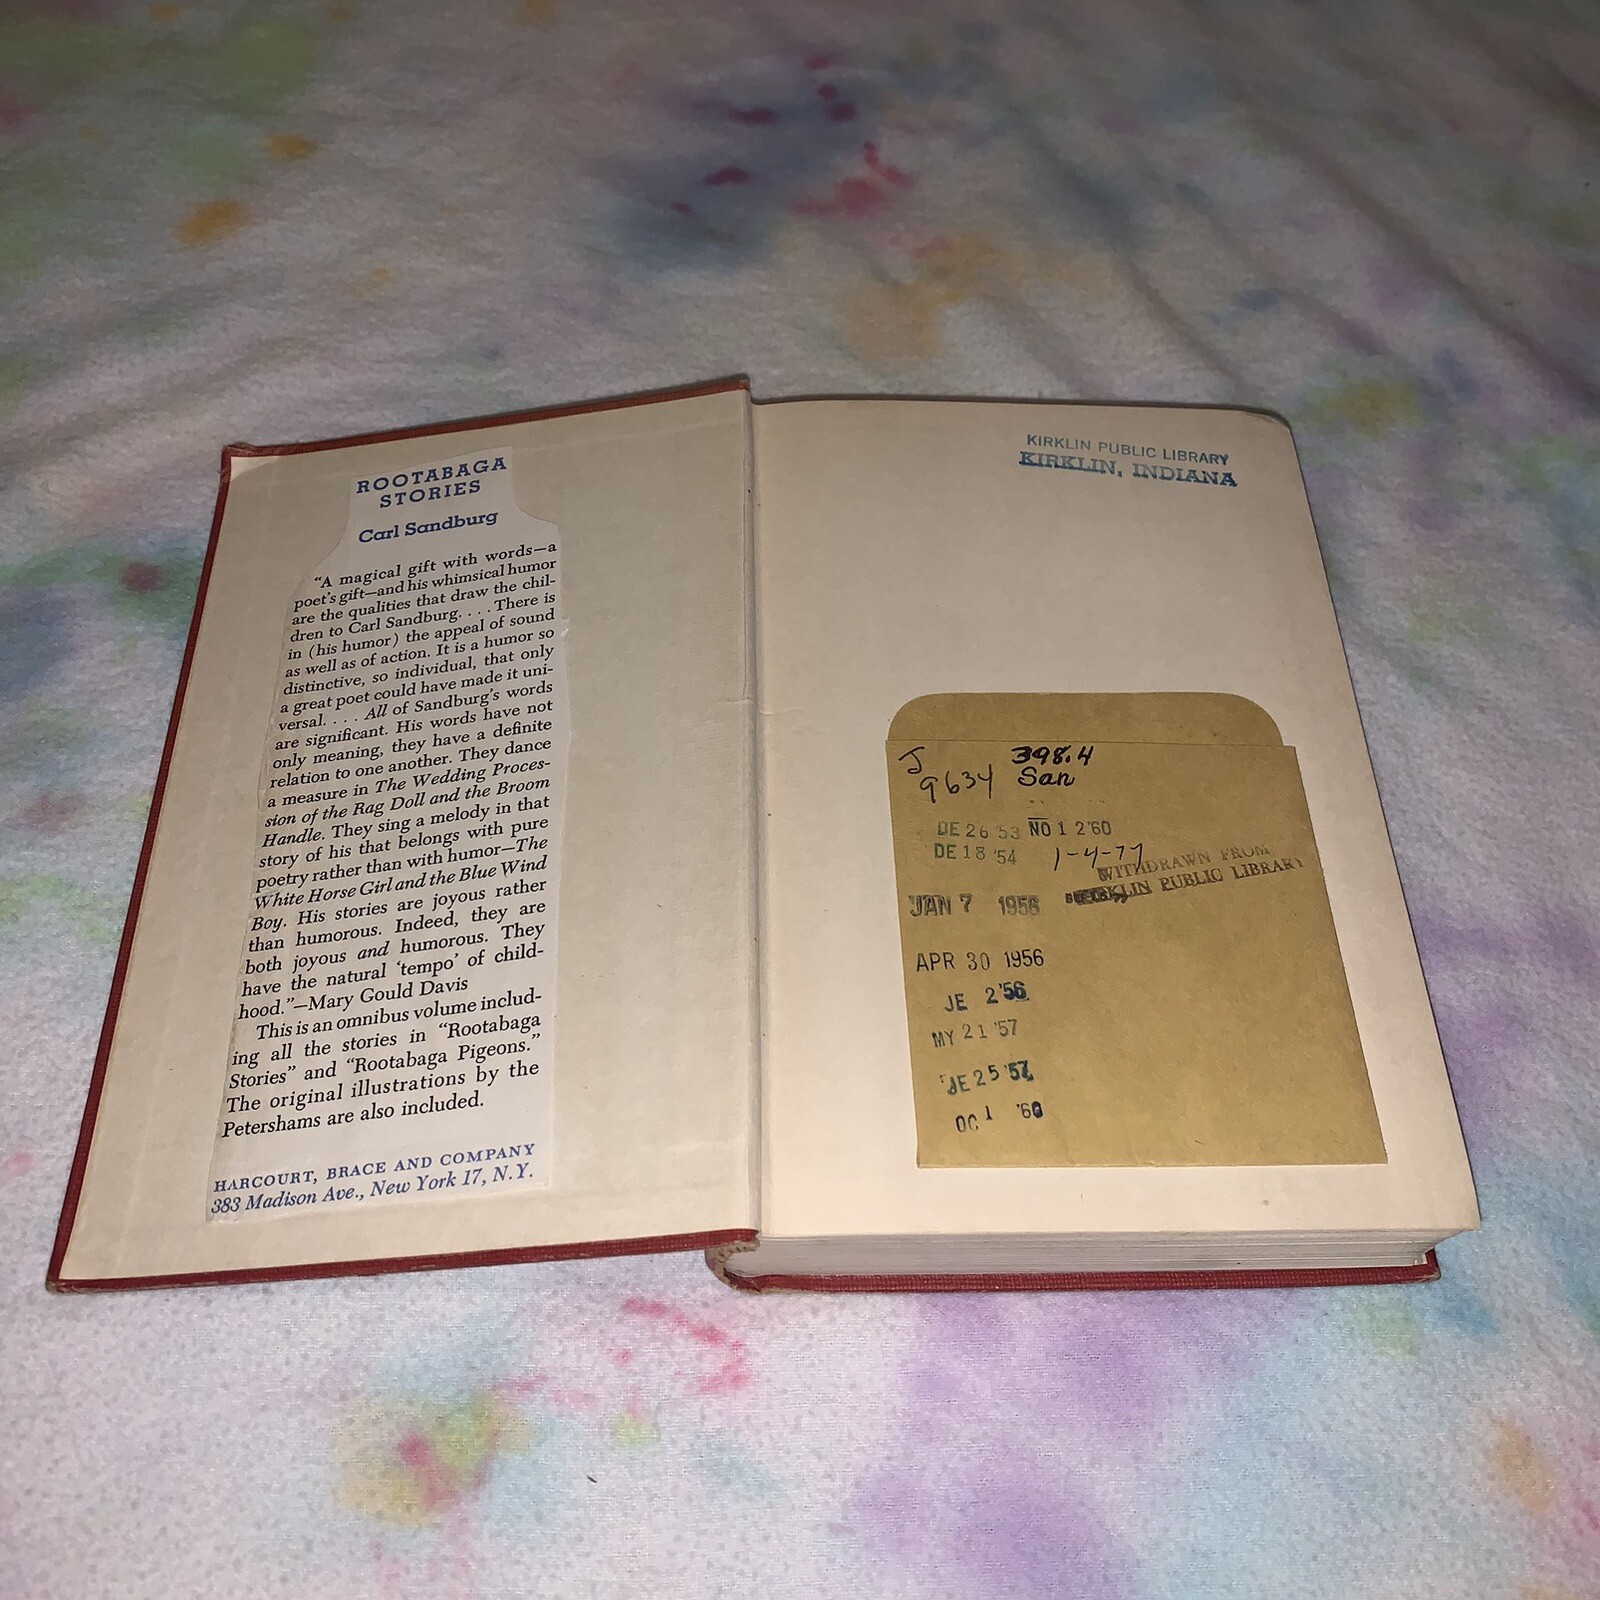 ROOTABAGA
STORIES
Carl Sandburg
“A magical gift with words—a
poet's gift—and his whimsical humor
are the qualities that draw the chil-
dren to Carl Sandburg. . . . There is
in (his humor) the appeal of sound
as well as of action. It is a humor so
distinctive, so individual, that only
a great poet could have made it uni-
versal. . . . All of Sandburg's words
are significant. His words have not
only meaning, they have a definite
relation to one another. They dance
a measure in The Wedding Proces-
sion of the Rag Doll and the Broom
Handle. They sing a melody in that
story of his that belongs with pure
poetry rather than with humor—The
White Horse Girl and the Blue Wind
Boy. His stories are joyous rather
than humorous. Indeed, they are
both joyous and humorous. They
have the natural ‘tempo’ of child-
hood.”—Mary Gould Davis
This is an omnibus volume includ-
ing all the stories in “Rootabaga
Stories” and “Rootabaga Pigeons.”
The original illustrations by the
Petershams are also included.
HARCOURT, BRACE AND COMPANY
383 Madison Ave., New York 17, N.Y.
KIRKLIN PUBLIC LIBRARY
KIRKLIN, INDIANA
J 398.4
9634 San
DE 26 '53 NO 1 2 '60
DE 18 '54 1-4-77
WITHDRAWN FROM
KIRKLIN PUBLIC LIBRARY
JAN 7 1956
APR 30 1956
JE 2 '56
MY 21 '57
JE 25 '57
OC 1 '60